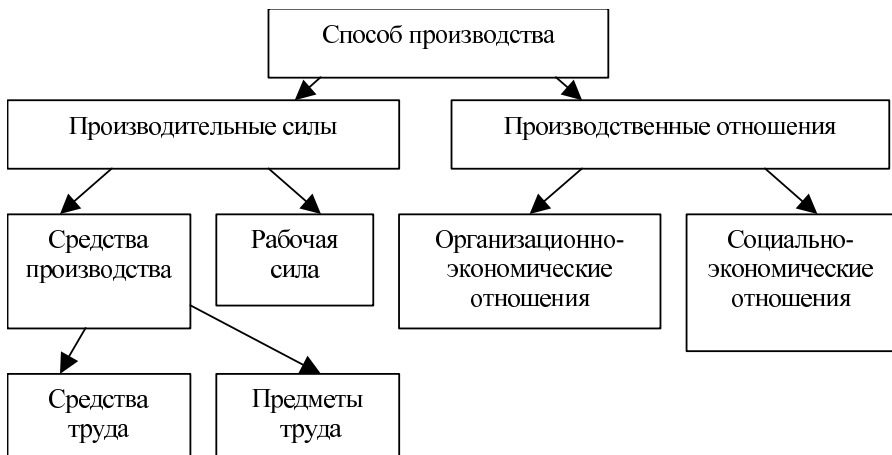 Способ производства
Производительные силы
Производственные отношения
Средства
производства
Рабочая
сила
Организационно-
экономические
отношения
Социально-
экономические
отношения
Средства
труда
Предметы
труда